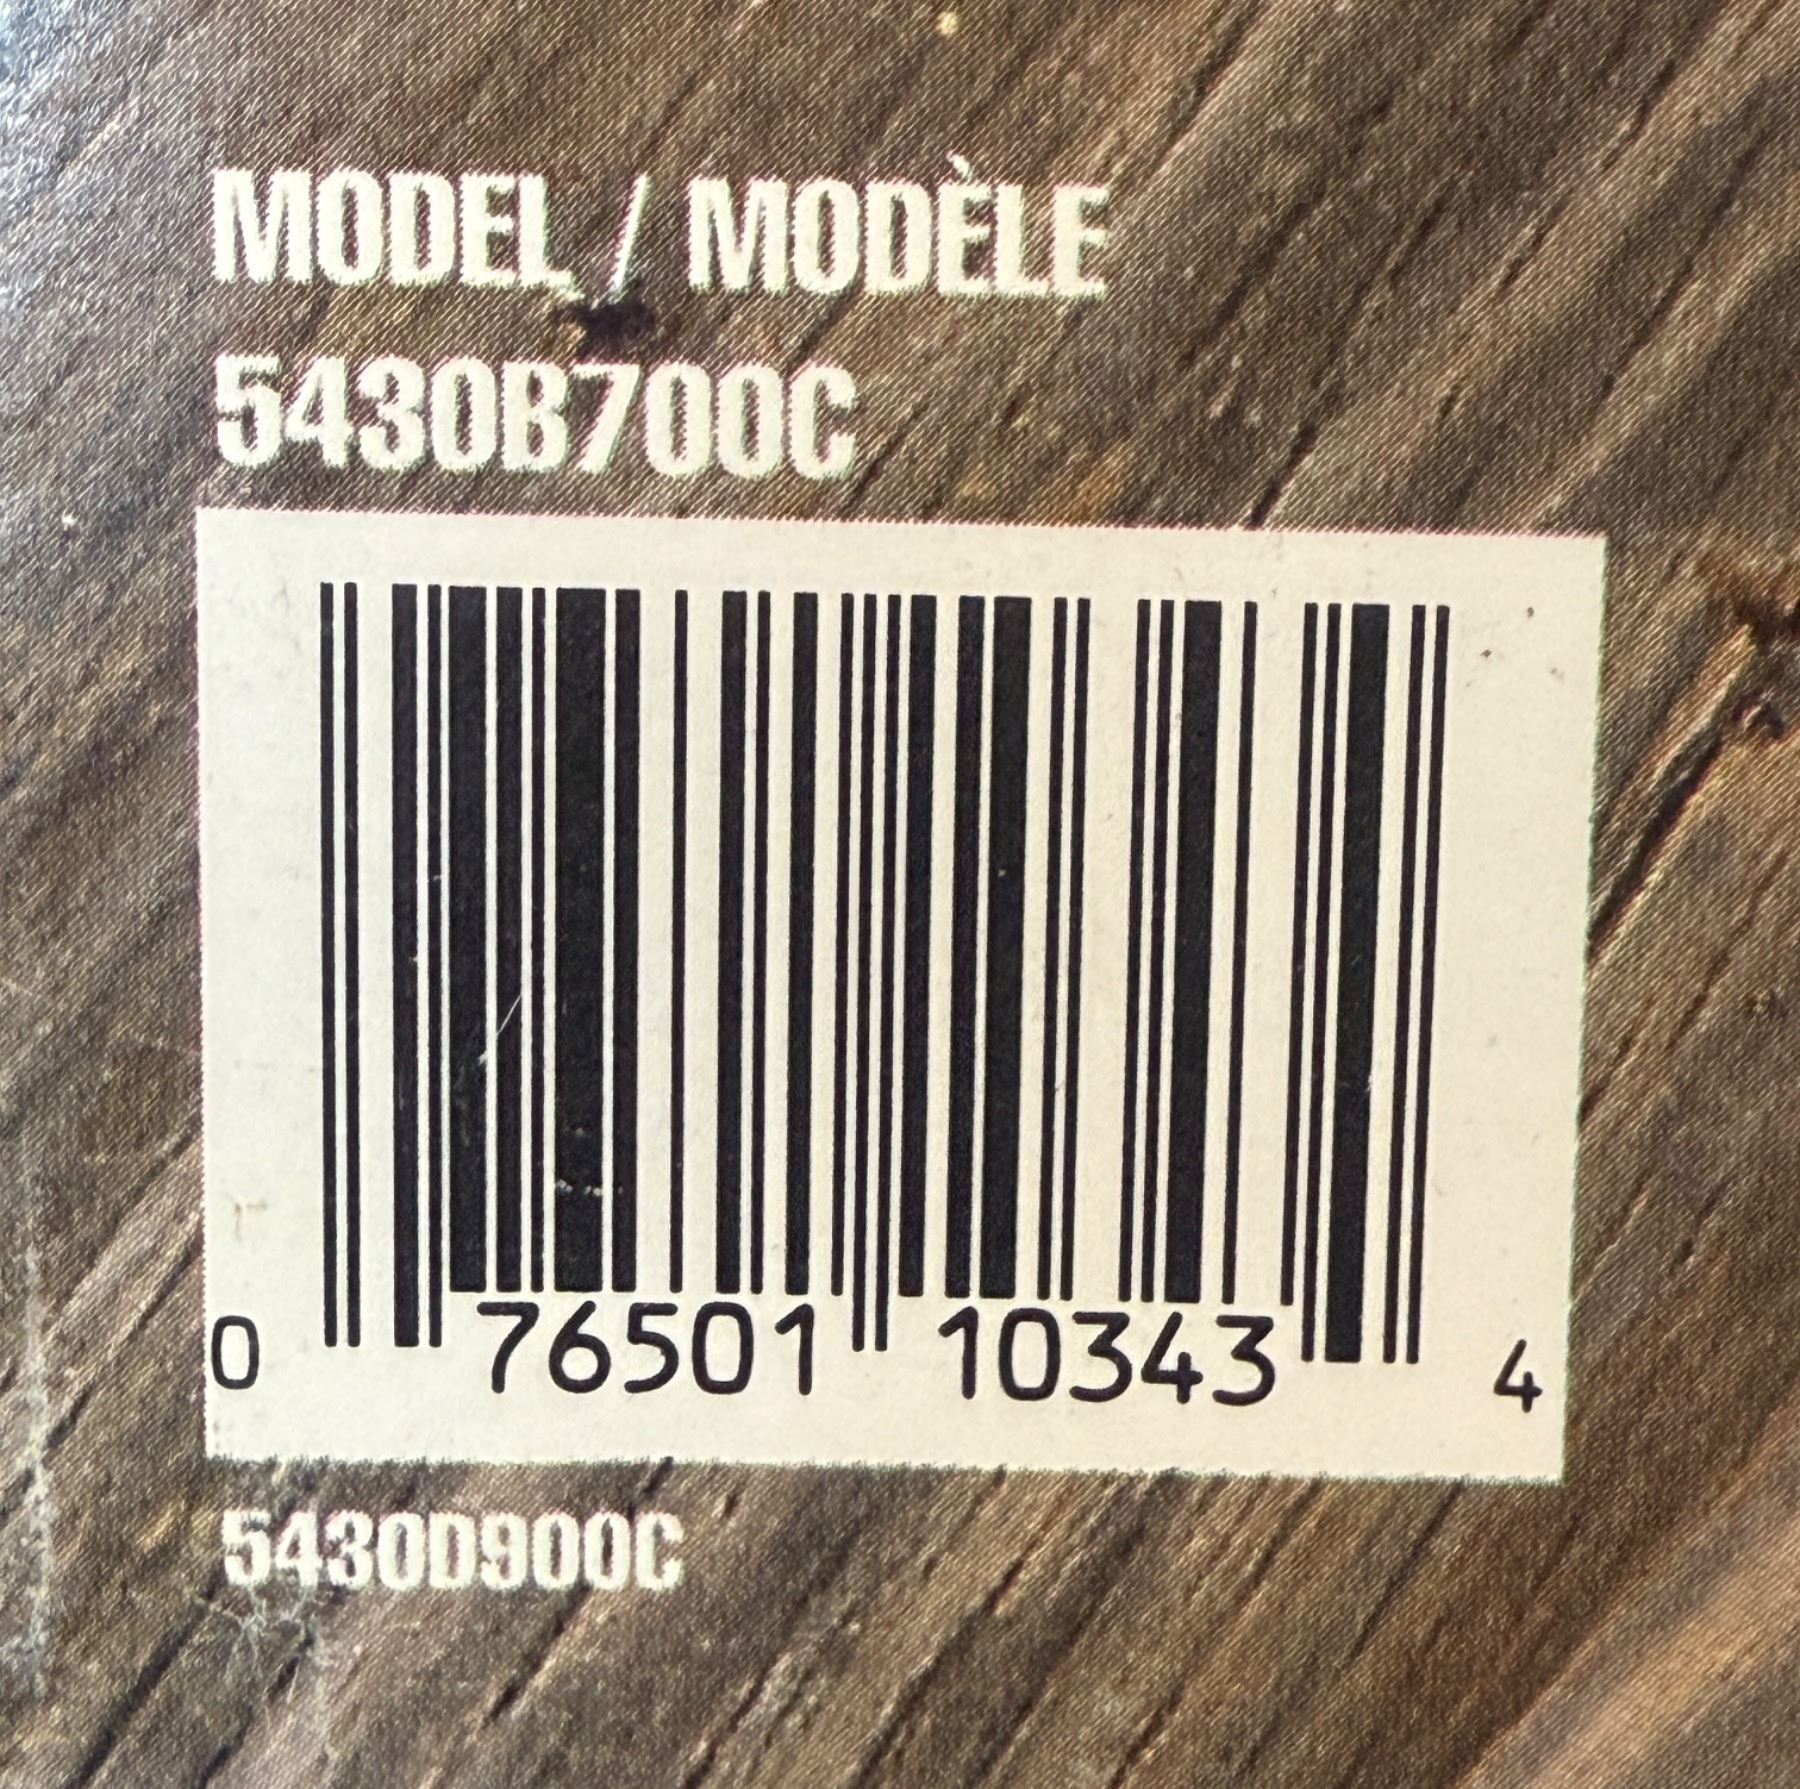 MODEL / MODÈLE
5430B700C
0 76501 10343 4
5430D900C